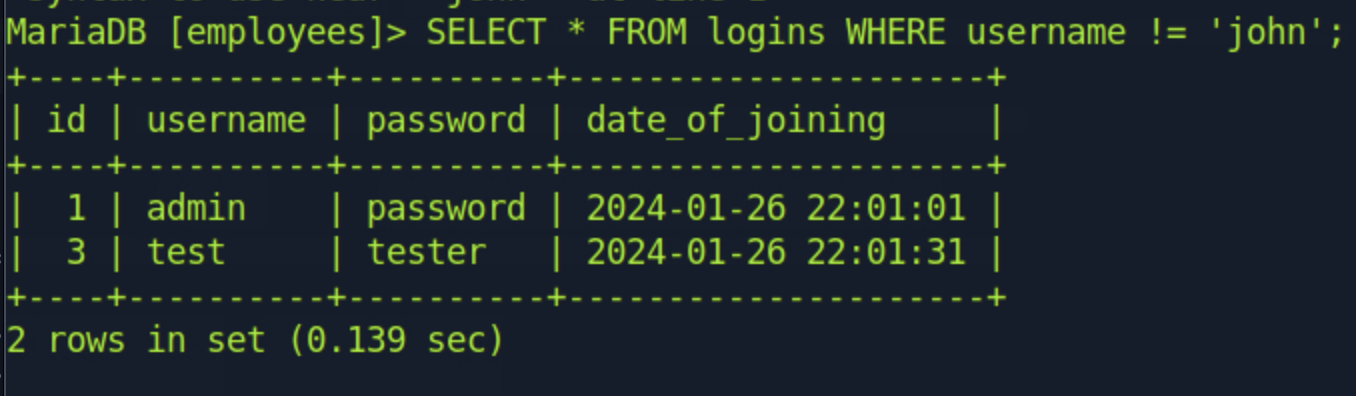 MariaDB [employees]> SELECT * FROM logins WHERE username != 'john';
+----+----------+----------+---------------------+
| id | username | password | date_of_joining     |
+----+----------+----------+---------------------+
|  1 | admin    | password | 2024-01-26 22:01:01 |
|  3 | test     | tester   | 2024-01-26 22:01:31 |
+----+----------+----------+---------------------+
2 rows in set (0.139 sec)